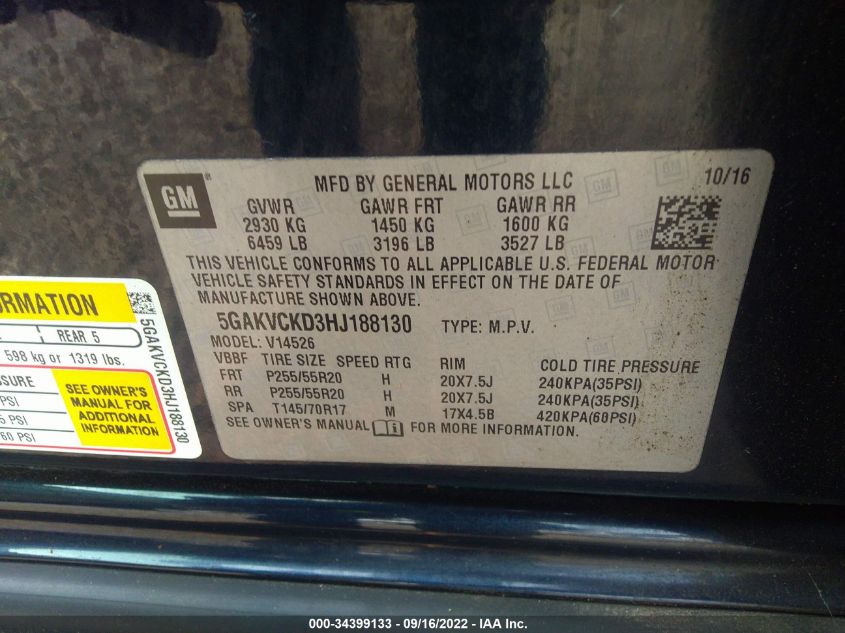 GM
MFD BY GENERAL MOTORS LLC 10/16
GVWR GAWR FRT GAWR RR
2930 KG 1450 KG 1600 KG
6459 LB 3196 LB 3527 LB
THIS VEHICLE CONFORMS TO ALL APPLICABLE U.S. FEDERAL MOTOR
VEHICLE SAFETY STANDARDS IN EFFECT ON THE DATE OF
MANUFACTURE SHOWN ABOVE.
5GAKVCKD3HJ188130 TYPE: M.P.V.
MODEL: V14526
VBBF TIRE SIZE SPEED RTG RIM COLD TIRE PRESSURE
FRT P255/55R20 H 20X7.5J 240KPA(35PSI)
RR P255/55R20 H 20X7.5J 240KPA(35PSI)
SPA T145/70R17 M 17X4.5B 420KPA(60PSI)
SEE OWNER'S MANUAL FOR MORE INFORMATION.
REAR 5
598 kg or 1319 lbs.
PSI
5 PSI
60 PSI
SEE OWNER'S
MANUAL FOR
ADDITIONAL
INFORMATION
5GAKVCKD3HJ188130
000-34399133 - 09/16/2022 - IAA Inc.